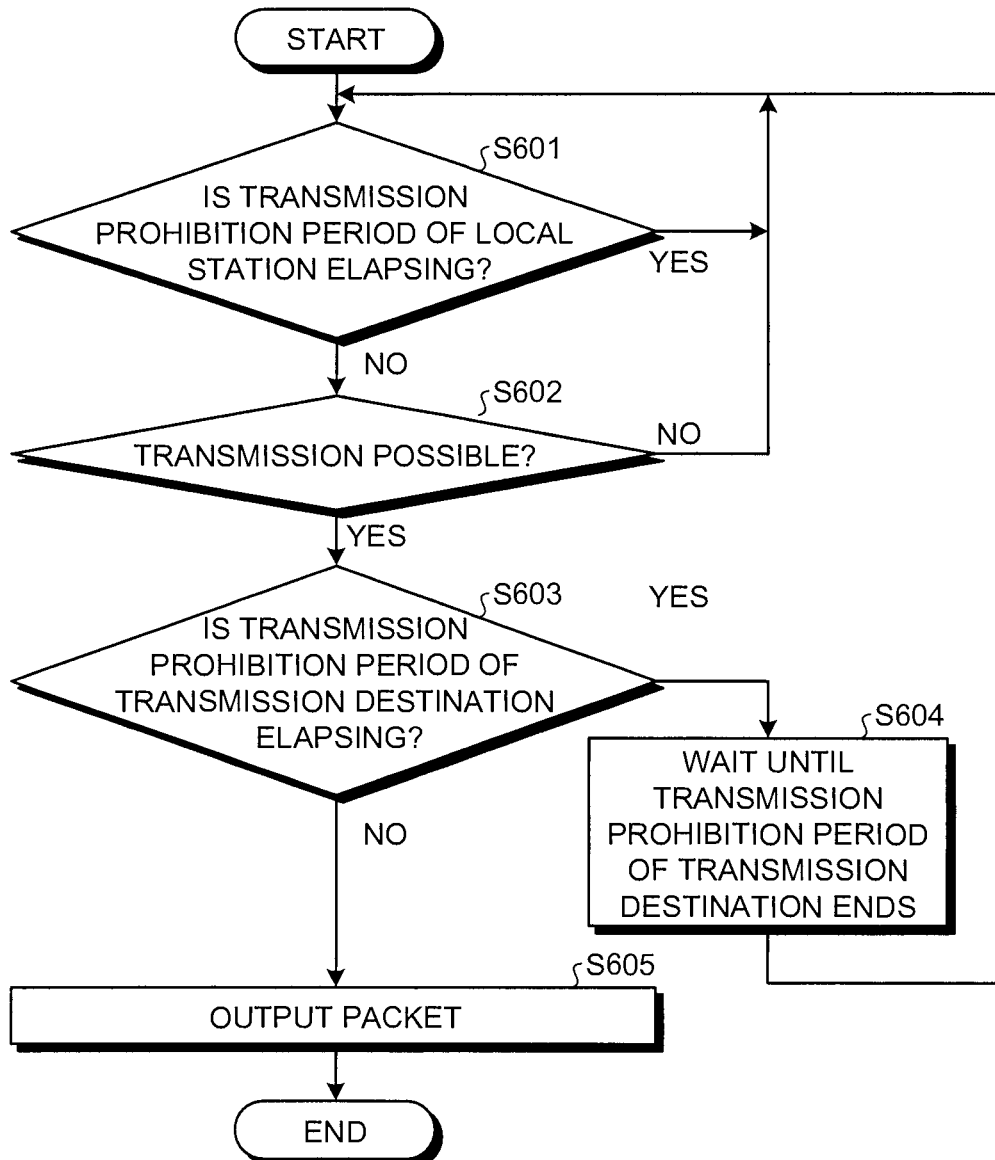 START
S601
IS TRANSMISSION
PROHIBITION PERIOD OF LOCAL
STATION ELAPSING?
YES
NO
S602
TRANSMISSION POSSIBLE?
NO
YES
S603
YES
IS TRANSMISSION
PROHIBITION PERIOD OF
TRANSMISSION DESTINATION
ELAPSING?
NO
S604
WAIT UNTIL
TRANSMISSION
PROHIBITION PERIOD
OF TRANSMISSION
DESTINATION ENDS
S605
OUTPUT PACKET
END